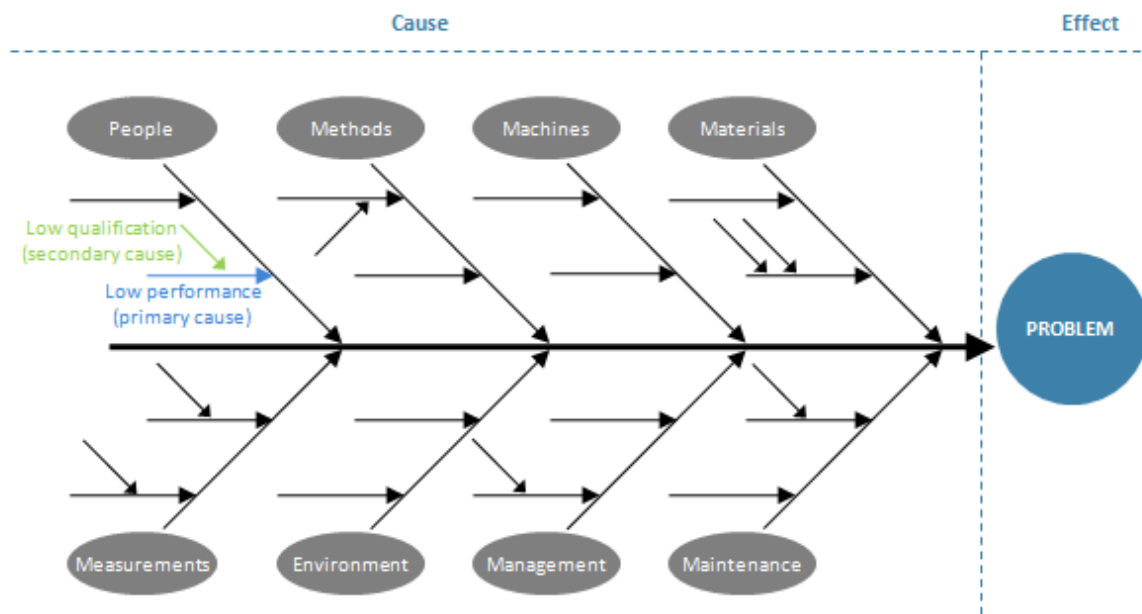 Cause
Effect
People
Methods
Machines
Materials
Low qualification
(secondary cause)
Low performance
(primary cause)
PROBLEM
Measurements
Environment
Management
Maintenance